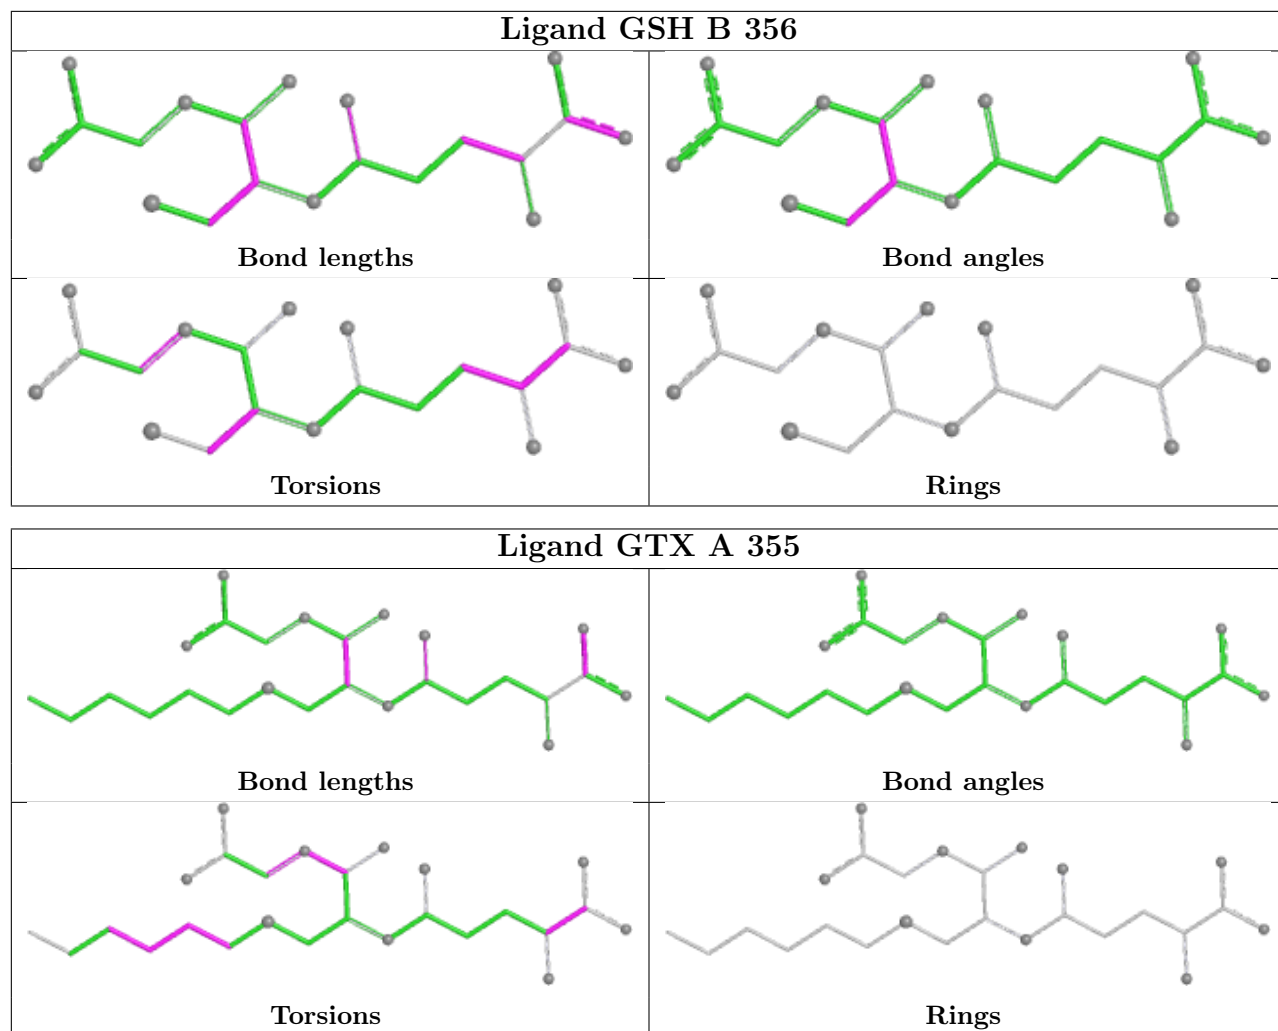 Ligand GSH B 356
Bond lengths
Bond angles
Torsions
Rings
Ligand GTX A 355
Bond lengths
Bond angles
Torsions
Rings